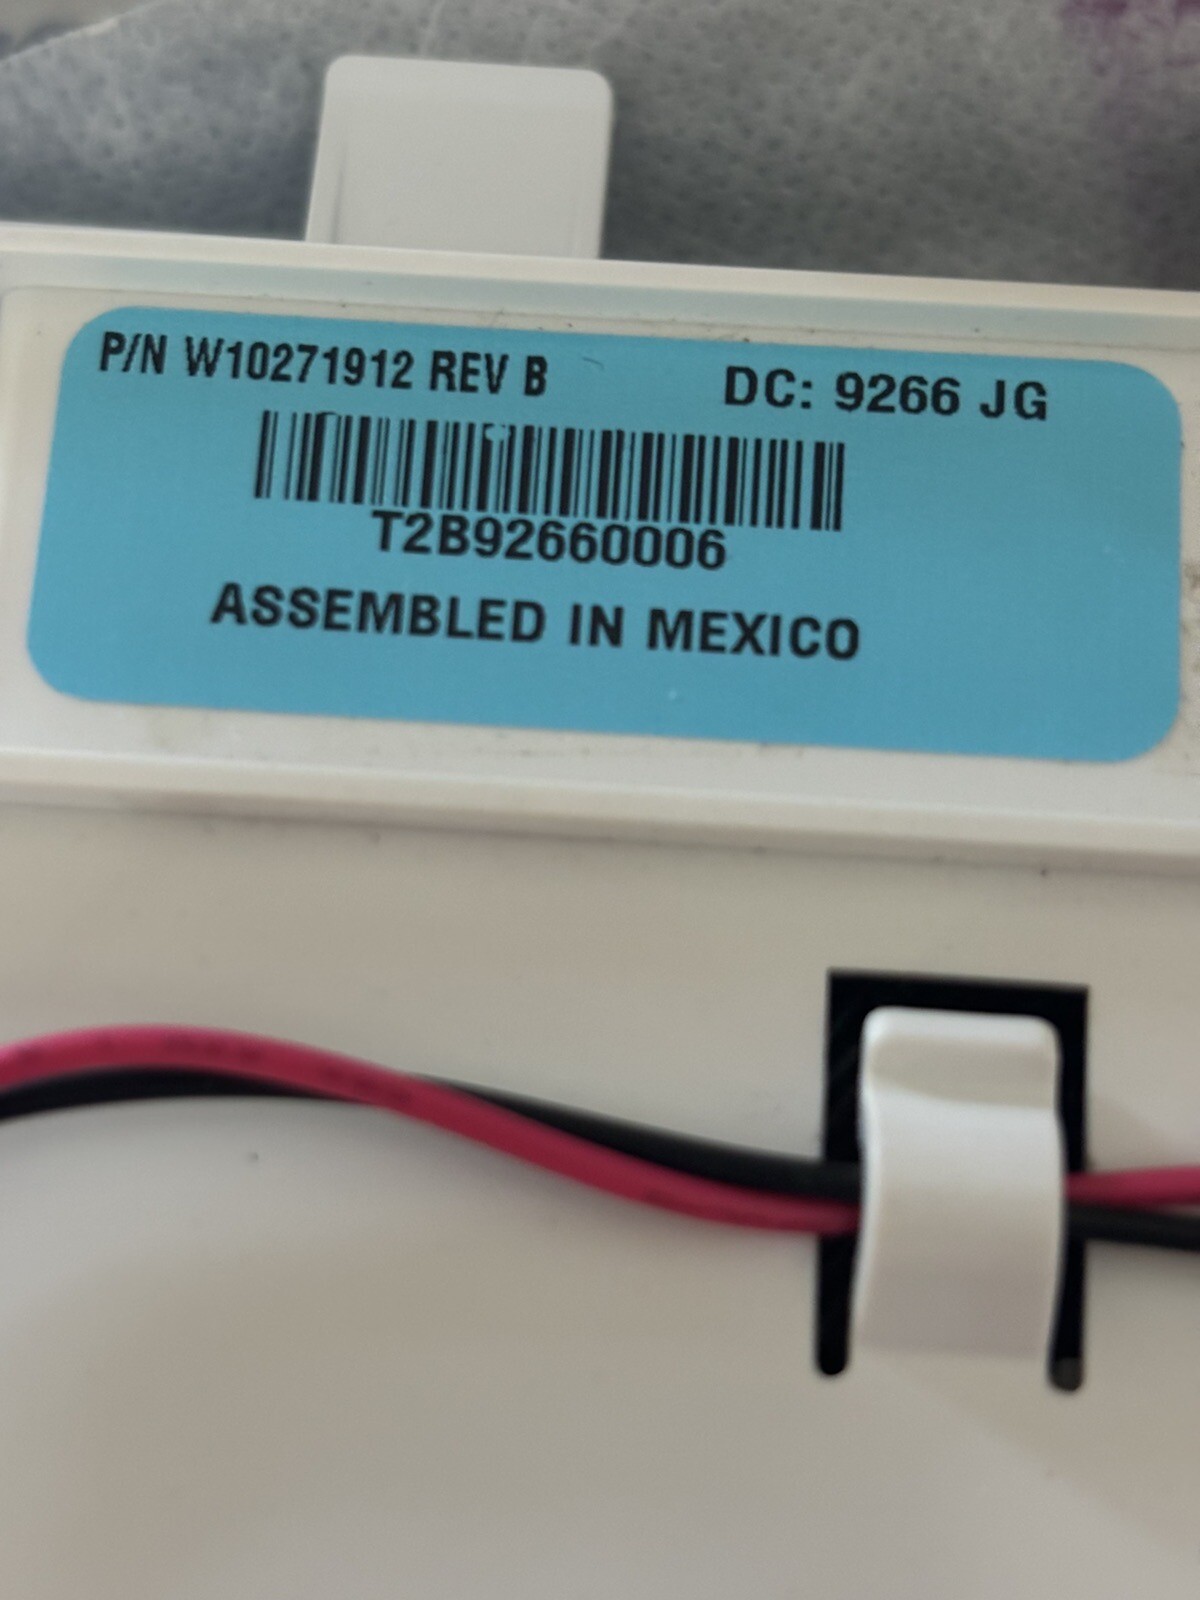 P/N W10271912 REV B DC: 9266 JG
T2B92660006
ASSEMBLED IN MEXICO